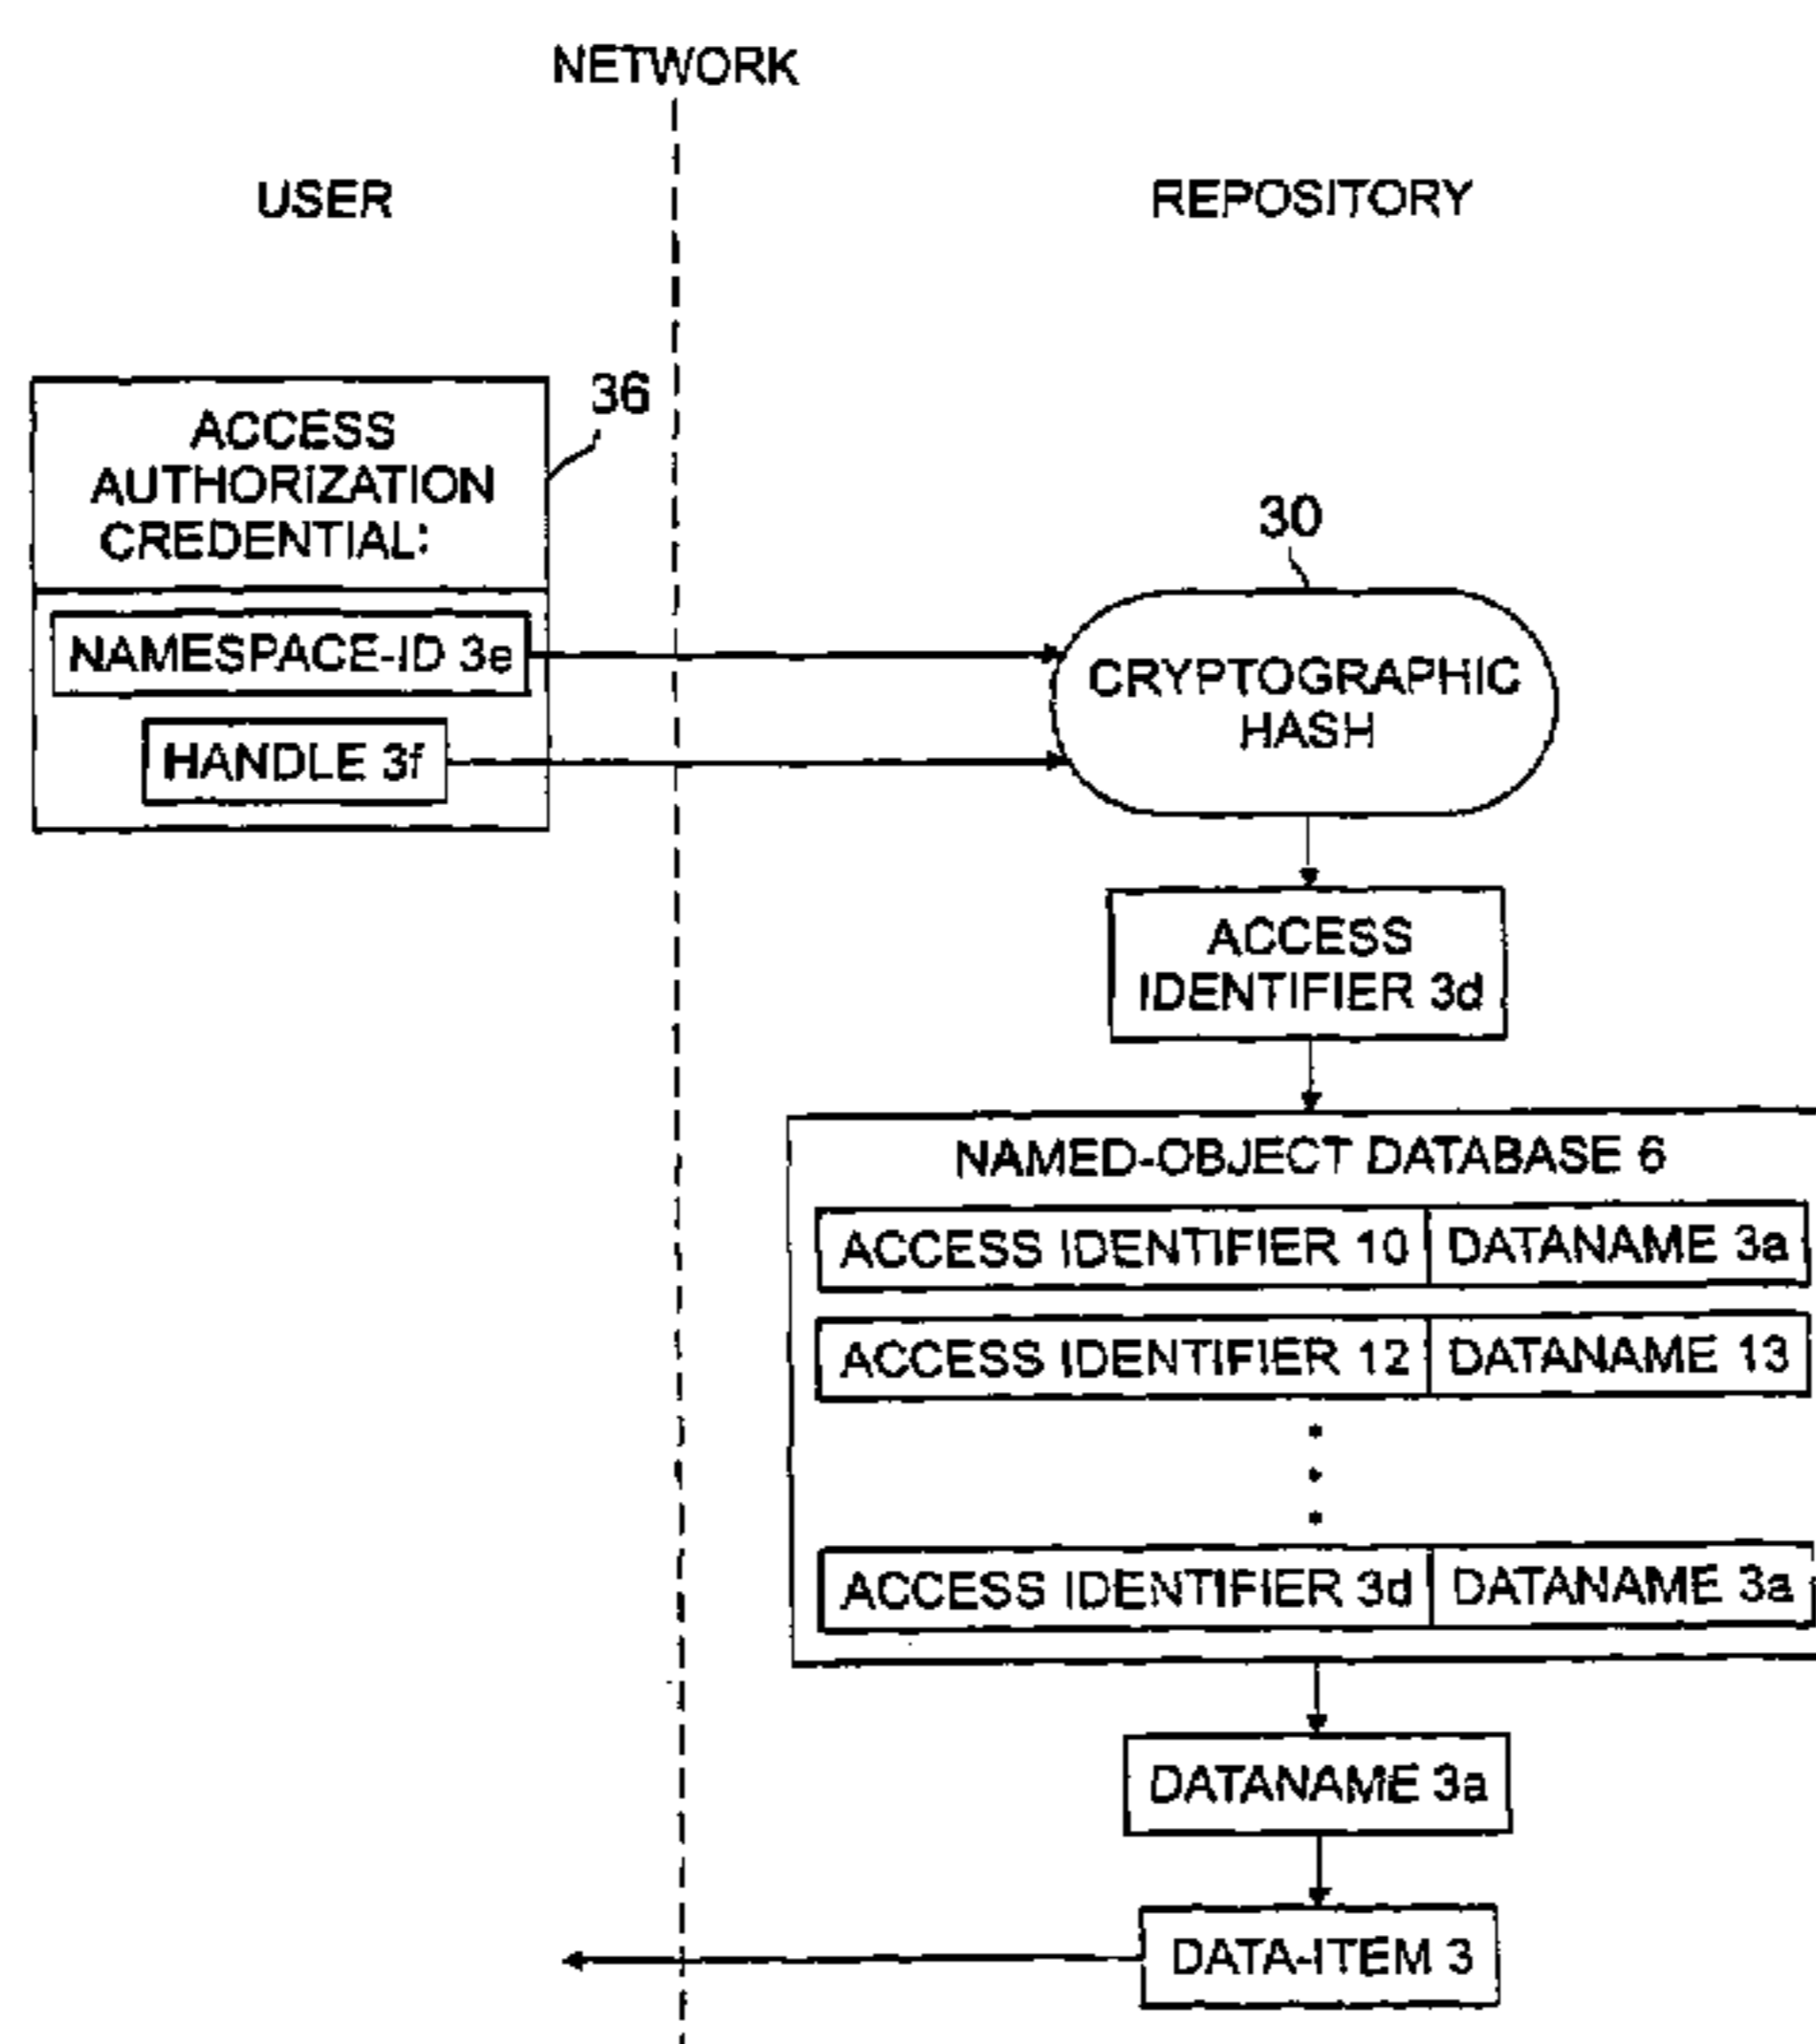 NETWORK
USER
REPOSITORY
36
ACCESS
AUTHORIZATION
CREDENTIAL:
NAMESPACE-ID 3e
HANDLE 3f
30
CRYPTOGRAPHIC
HASH
ACCESS
IDENTIFIER 3d
NAMED-OBJECT DATABASE 6
ACCESS IDENTIFIER 10 DATANAME 3a
ACCESS IDENTIFIER 12 DATANAME 13
ACCESS IDENTIFIER 3d DATANAME 3a
DATANAME 3a
DATA-ITEM 3